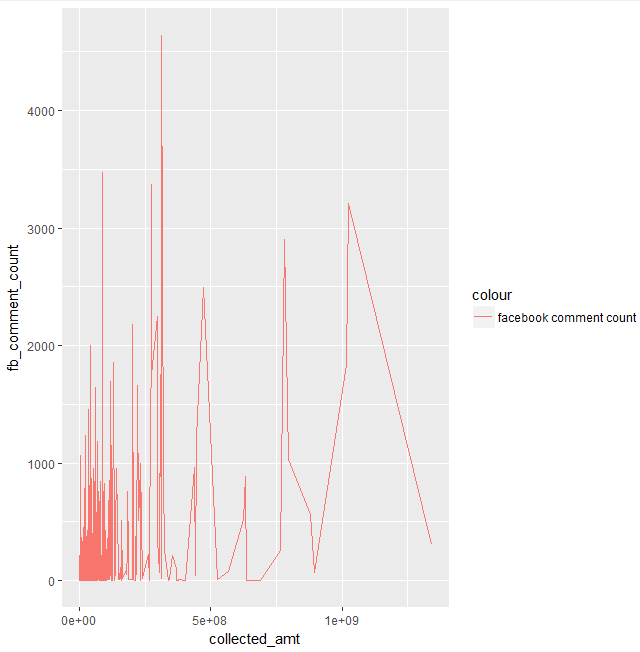 4000
3000
2000
1000
0
fb_comment_count
0e+00 5e+08 1e+09
collected_amt
colour
facebook comment count